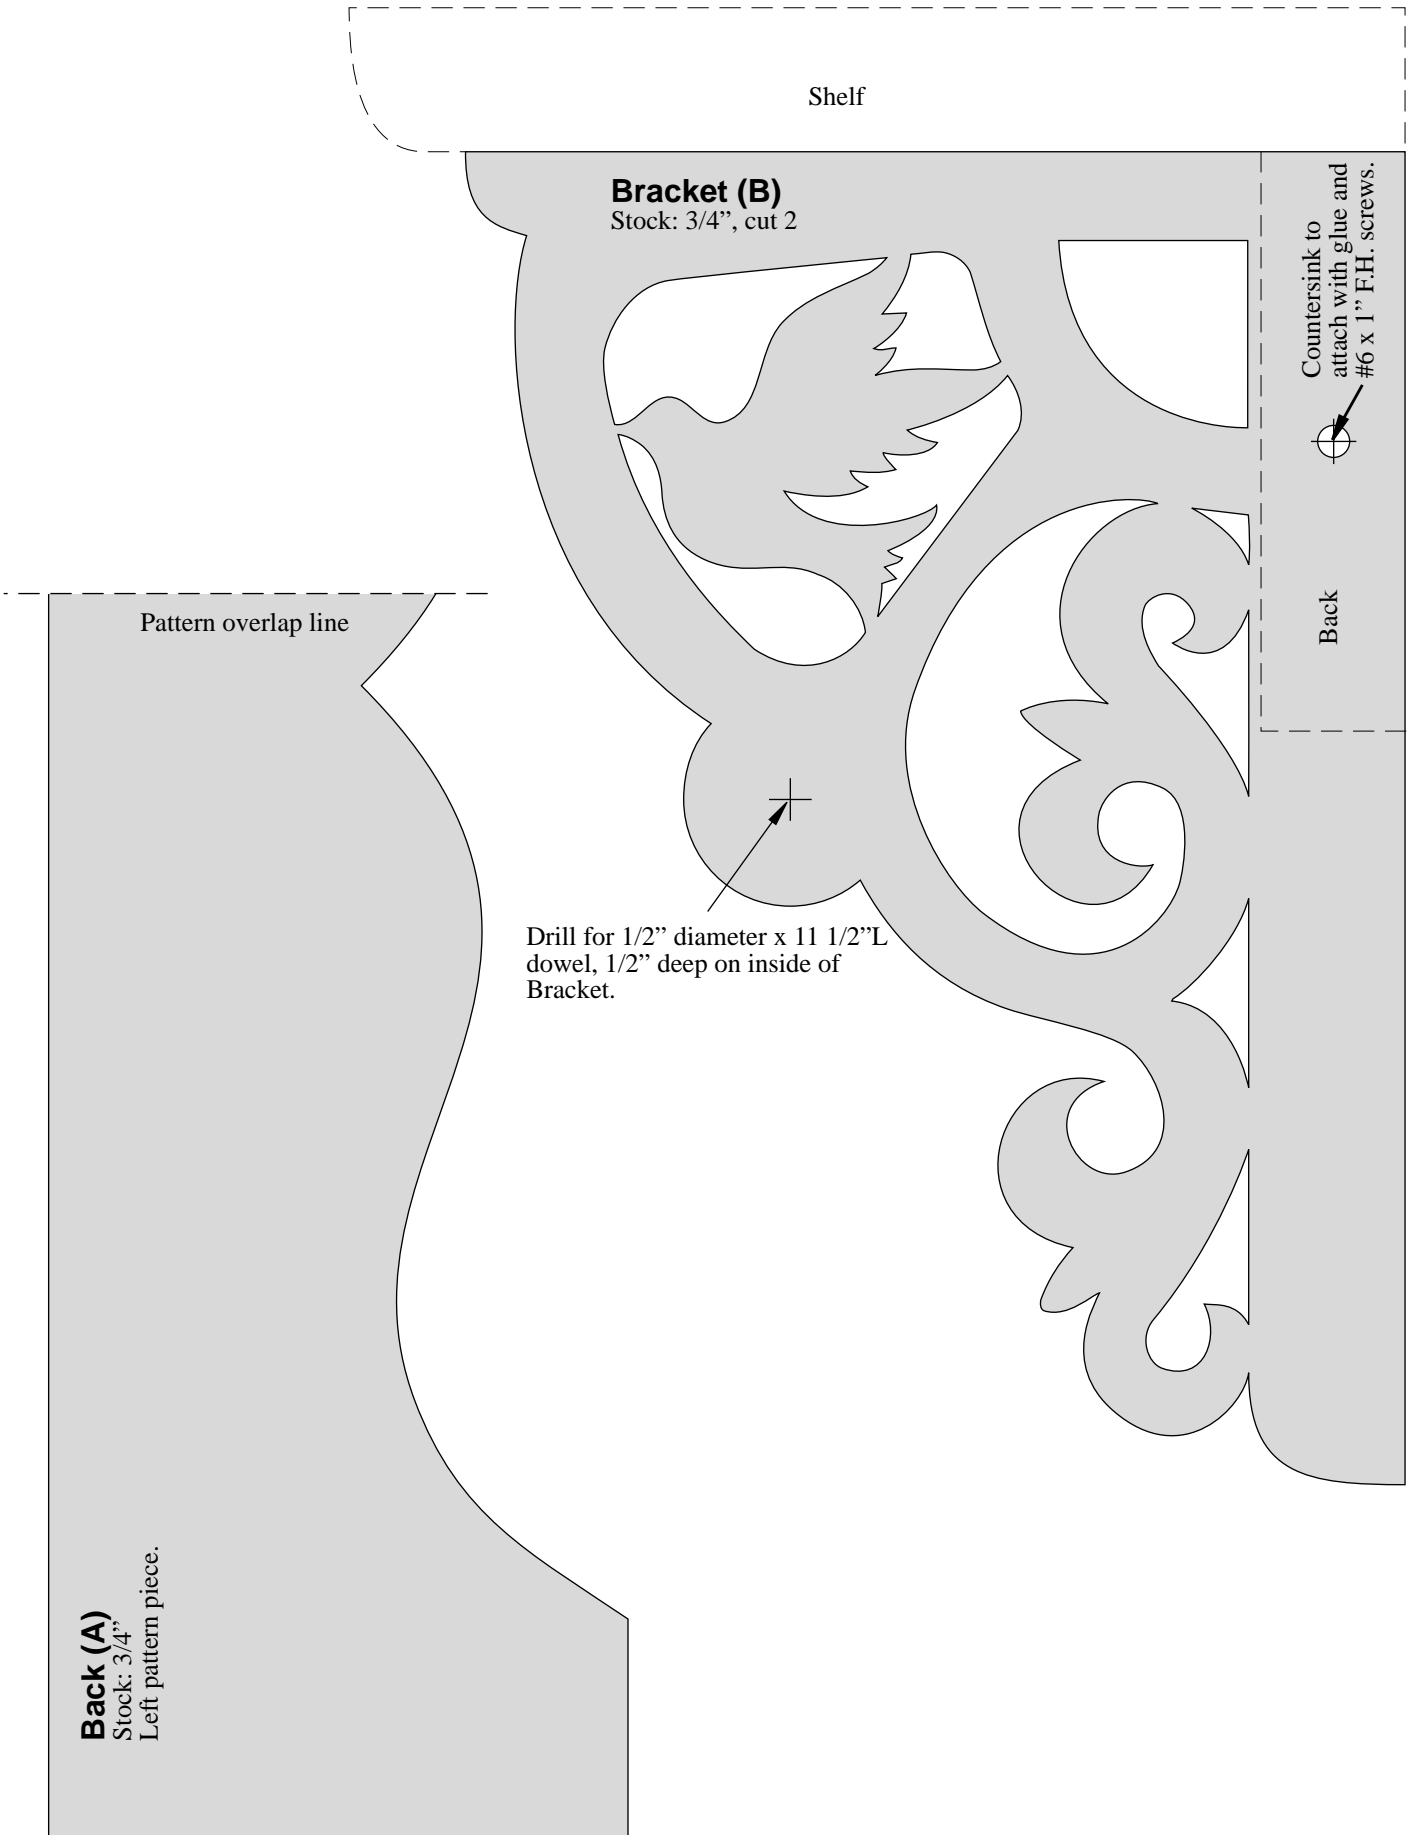 Shelf
Bracket (B)
Stock: 3/4”, cut 2
Countersink to
attach with glue and
#6 x 1” F.H. screws.
Back
Pattern overlap line
Drill for 1/2” diameter x 11 1/2”L
dowel, 1/2” deep on inside of
Bracket.
Back (A)
Stock: 3/4”
Left pattern piece.